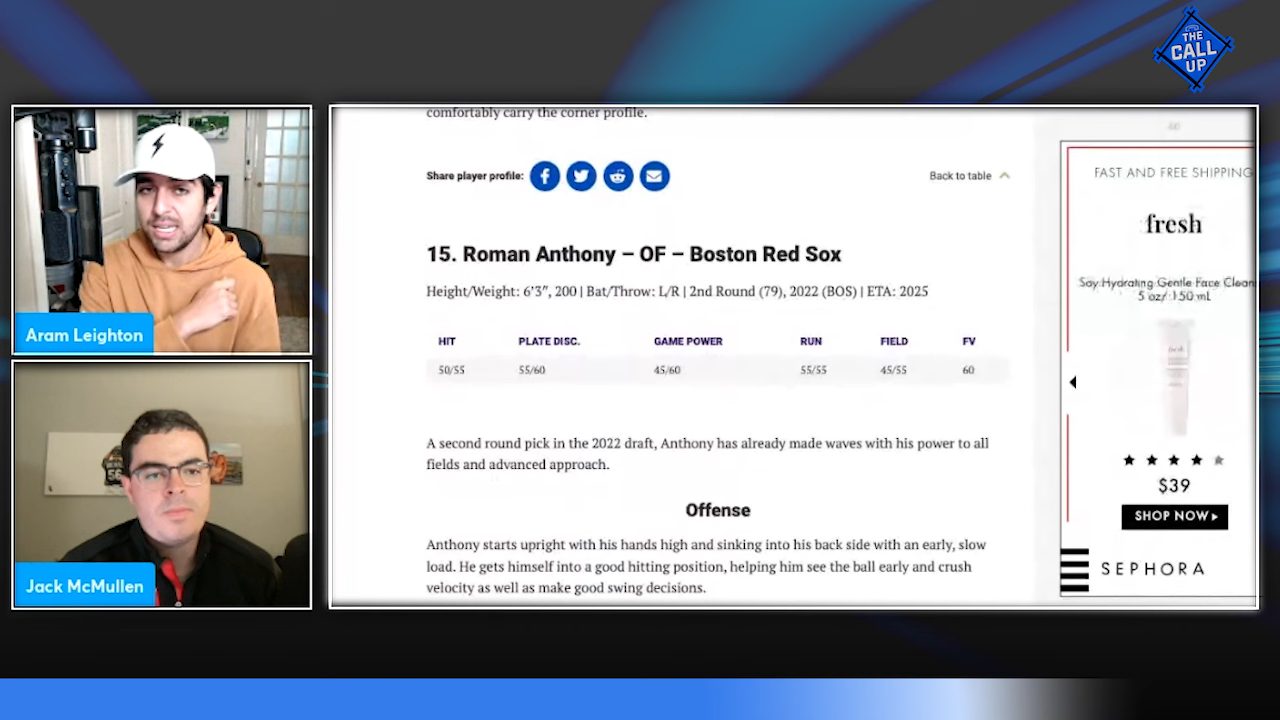 THE
CALL
UP
comfortably carry the corner profile.
Share player profile:
Back to table
15. Roman Anthony – OF – Boston Red Sox
Height/Weight: 6'3″, 200 | Bat/Throw: L/R | 2nd Round (79), 2022 (BOS) | ETA: 2025
HIT PLATE DISC. GAME POWER RUN FIELD FV
50/55 55/60 45/60 55/55 45/55 60
A second round pick in the 2022 draft, Anthony has already made waves with his power to all
fields and advanced approach.
Offense
Anthony starts upright with his hands high and sinking into his back side with an early, slow
load. He gets himself into a good hitting position, helping him see the ball early and crush
velocity as well as make good swing decisions.
Aram Leighton
Jack McMullen
56
FAST AND FREE SHIPPING
fresh
Soy Hydrating Gentle Face Clean
5 oz/ 150 mL
fresh
$39
SHOP NOW
SEPHORA